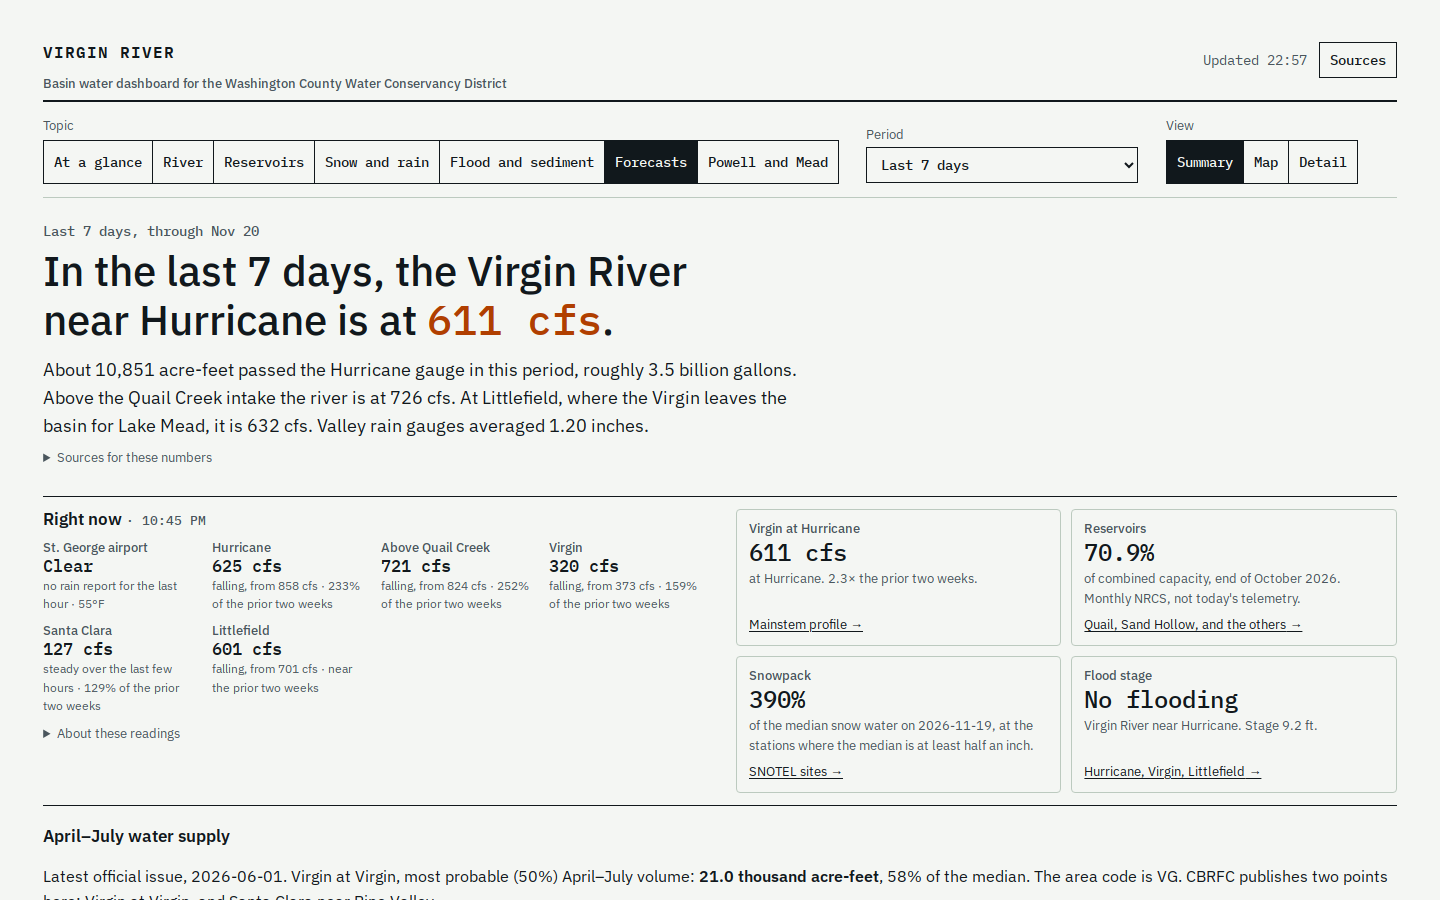 VIRGIN RIVER
Basin water dashboard for the Washington County Water Conservancy District
Updated 22:57
Sources
Topic
At a glance
River
Reservoirs
Snow and rain
Flood and sediment
Forecasts
Powell and Mead
Period
Last 7 days
View
Summary
Map
Detail
Last 7 days, through Nov 20
In the last 7 days, the Virgin River
near Hurricane is at 611 cfs.
About 10,851 acre-feet passed the Hurricane gauge in this period, roughly 3.5 billion gallons.
Above the Quail Creek intake the river is at 726 cfs. At Littlefield, where the Virgin leaves the
basin for Lake Mead, it is 632 cfs. Valley rain gauges averaged 1.20 inches.
▶ Sources for these numbers
Right now · 10:45 PM
St. George airport
Clear
no rain report for the last
hour · 55°F
Hurricane
625 cfs
falling, from 858 cfs · 233%
of the prior two weeks
Above Quail Creek
721 cfs
falling, from 824 cfs · 252%
of the prior two weeks
Virgin
320 cfs
falling, from 373 cfs · 159%
of the prior two weeks
Santa Clara
127 cfs
steady over the last few
hours · 129% of the prior
two weeks
Littlefield
601 cfs
falling, from 701 cfs · near
the prior two weeks
▶ About these readings
Virgin at Hurricane
611 cfs
at Hurricane. 2.3× the prior two weeks.
Mainstem profile →
Reservoirs
70.9%
of combined capacity, end of October 2026.
Monthly NRCS, not today's telemetry.
Quail, Sand Hollow, and the others →
Snowpack
390%
of the median snow water on 2026-11-19, at the
stations where the median is at least half an inch.
SNOTEL sites →
Flood stage
No flooding
Virgin River near Hurricane. Stage 9.2 ft.
Hurricane, Virgin, Littlefield →
April–July water supply
Latest official issue, 2026-06-01. Virgin at Virgin, most probable (50%) April–July volume: 21.0 thousand acre-feet, 58% of the median. The area code is VG. CBRFC publishes two points